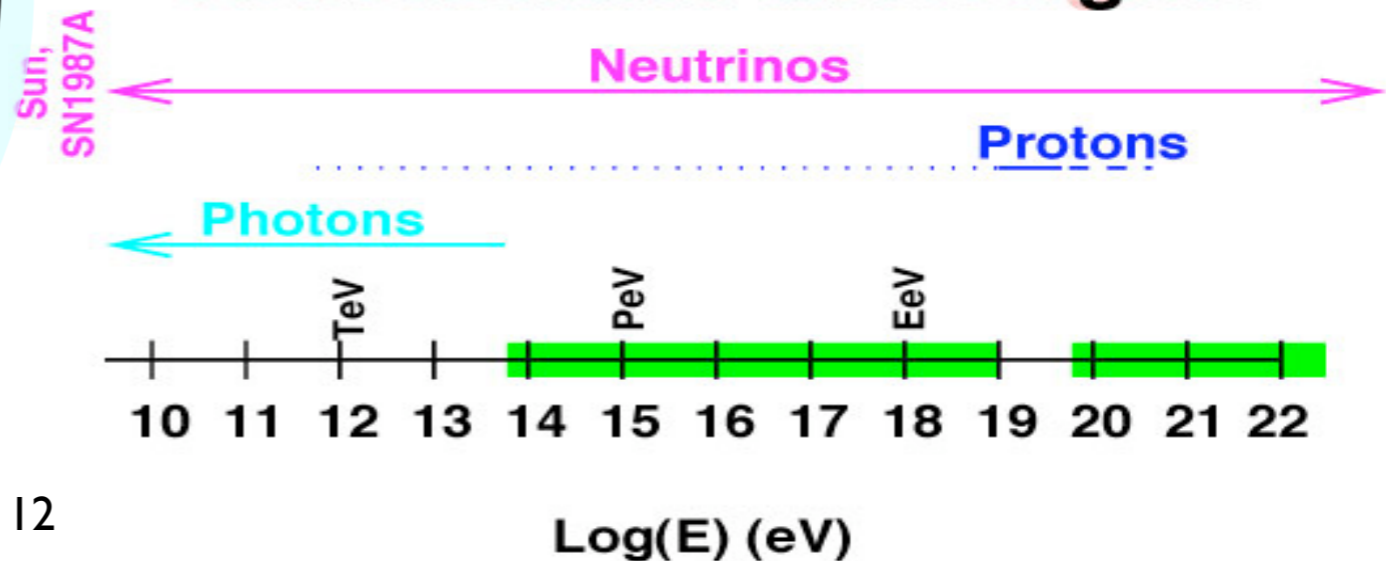 Sun,
SN1987A
Neutrinos
Protons
Photons
TeV
PeV
EeV
10 11 12 13 14 15 16 17 18 19 20 21 22
12
Log(E) (eV)